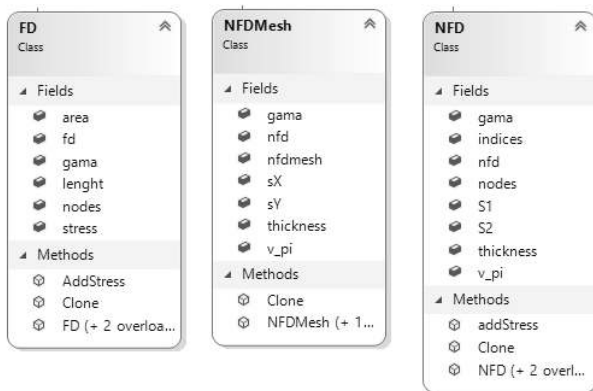 FD
Class
Fields
area
fd
gama
lenght
nodes
stress
Methods
AddStress
Clone
FD (+ 2 overloa...
NFDMesh
Class
Fields
gama
nfd
nfdmesh
sX
sY
thickness
v_pi
Methods
Clone
NFDMesh (+ 1...
NFD
Class
Fields
gama
indices
nfd
nodes
S1
S2
thickness
v_pi
Methods
addStress
Clone
NFD (+ 2 overl...